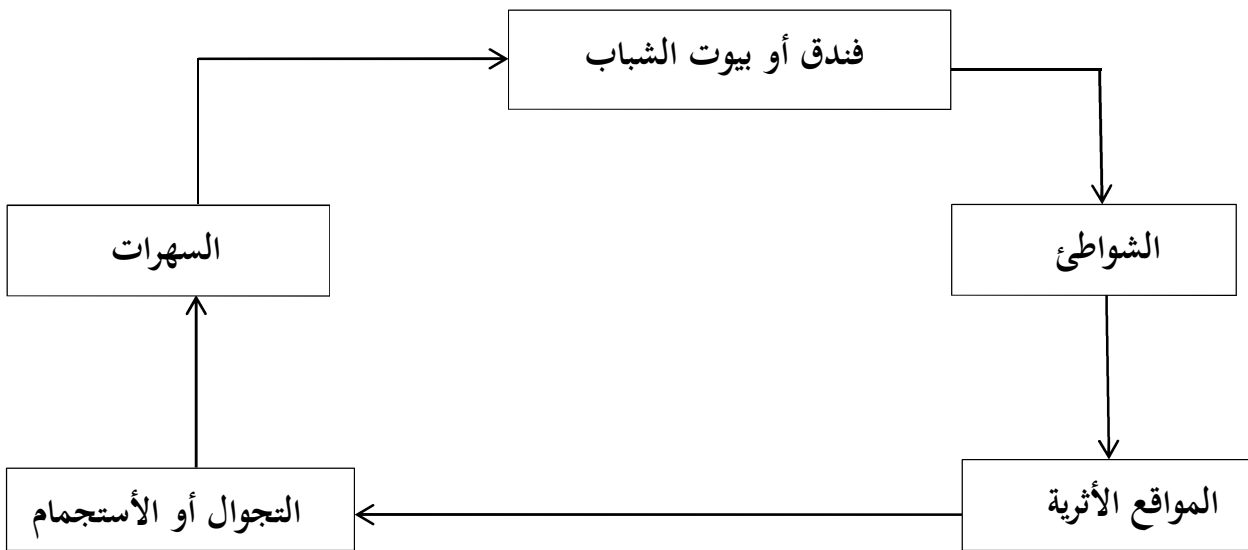 فندق أو بيوت الشباب
السهرات
الشواطئ
التجوال أو الأستجمام
المواقع الأثرية